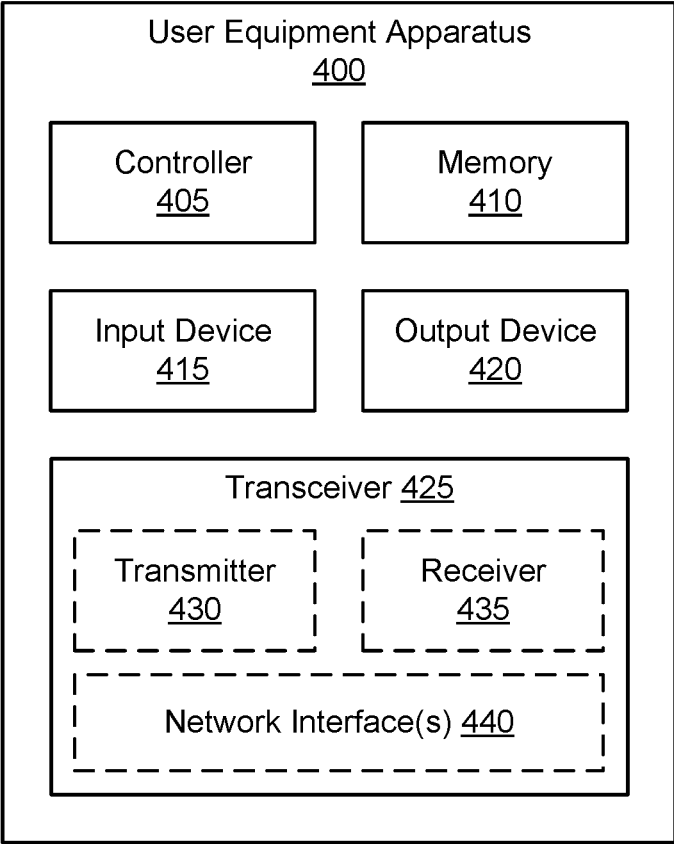 User Equipment Apparatus
400
Controller
405
Memory
410
Input Device
415
Output Device
420
Transceiver 425
Transmitter
430
Receiver
435
Network Interface(s) 440